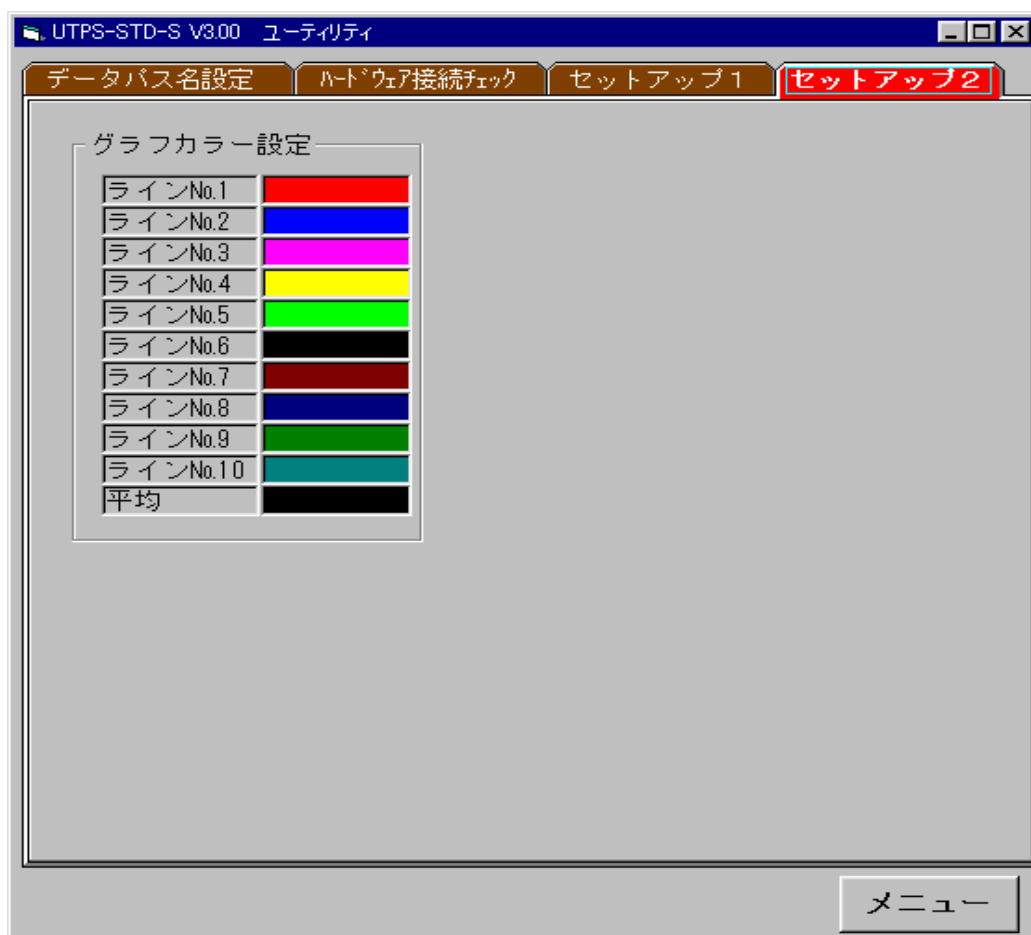 UTPS-STD-S V3.00 ユーティリティ
データパス名設定 ﾊｰﾄﾞｳｪｱ接続ﾁｪｯｸ セットアップ1 セットアップ2
グラフカラー設定
ライン№1
ライン№2
ライン№3
ライン№4
ライン№5
ライン№6
ライン№7
ライン№8
ライン№9
ライン№10
平均
メニュー